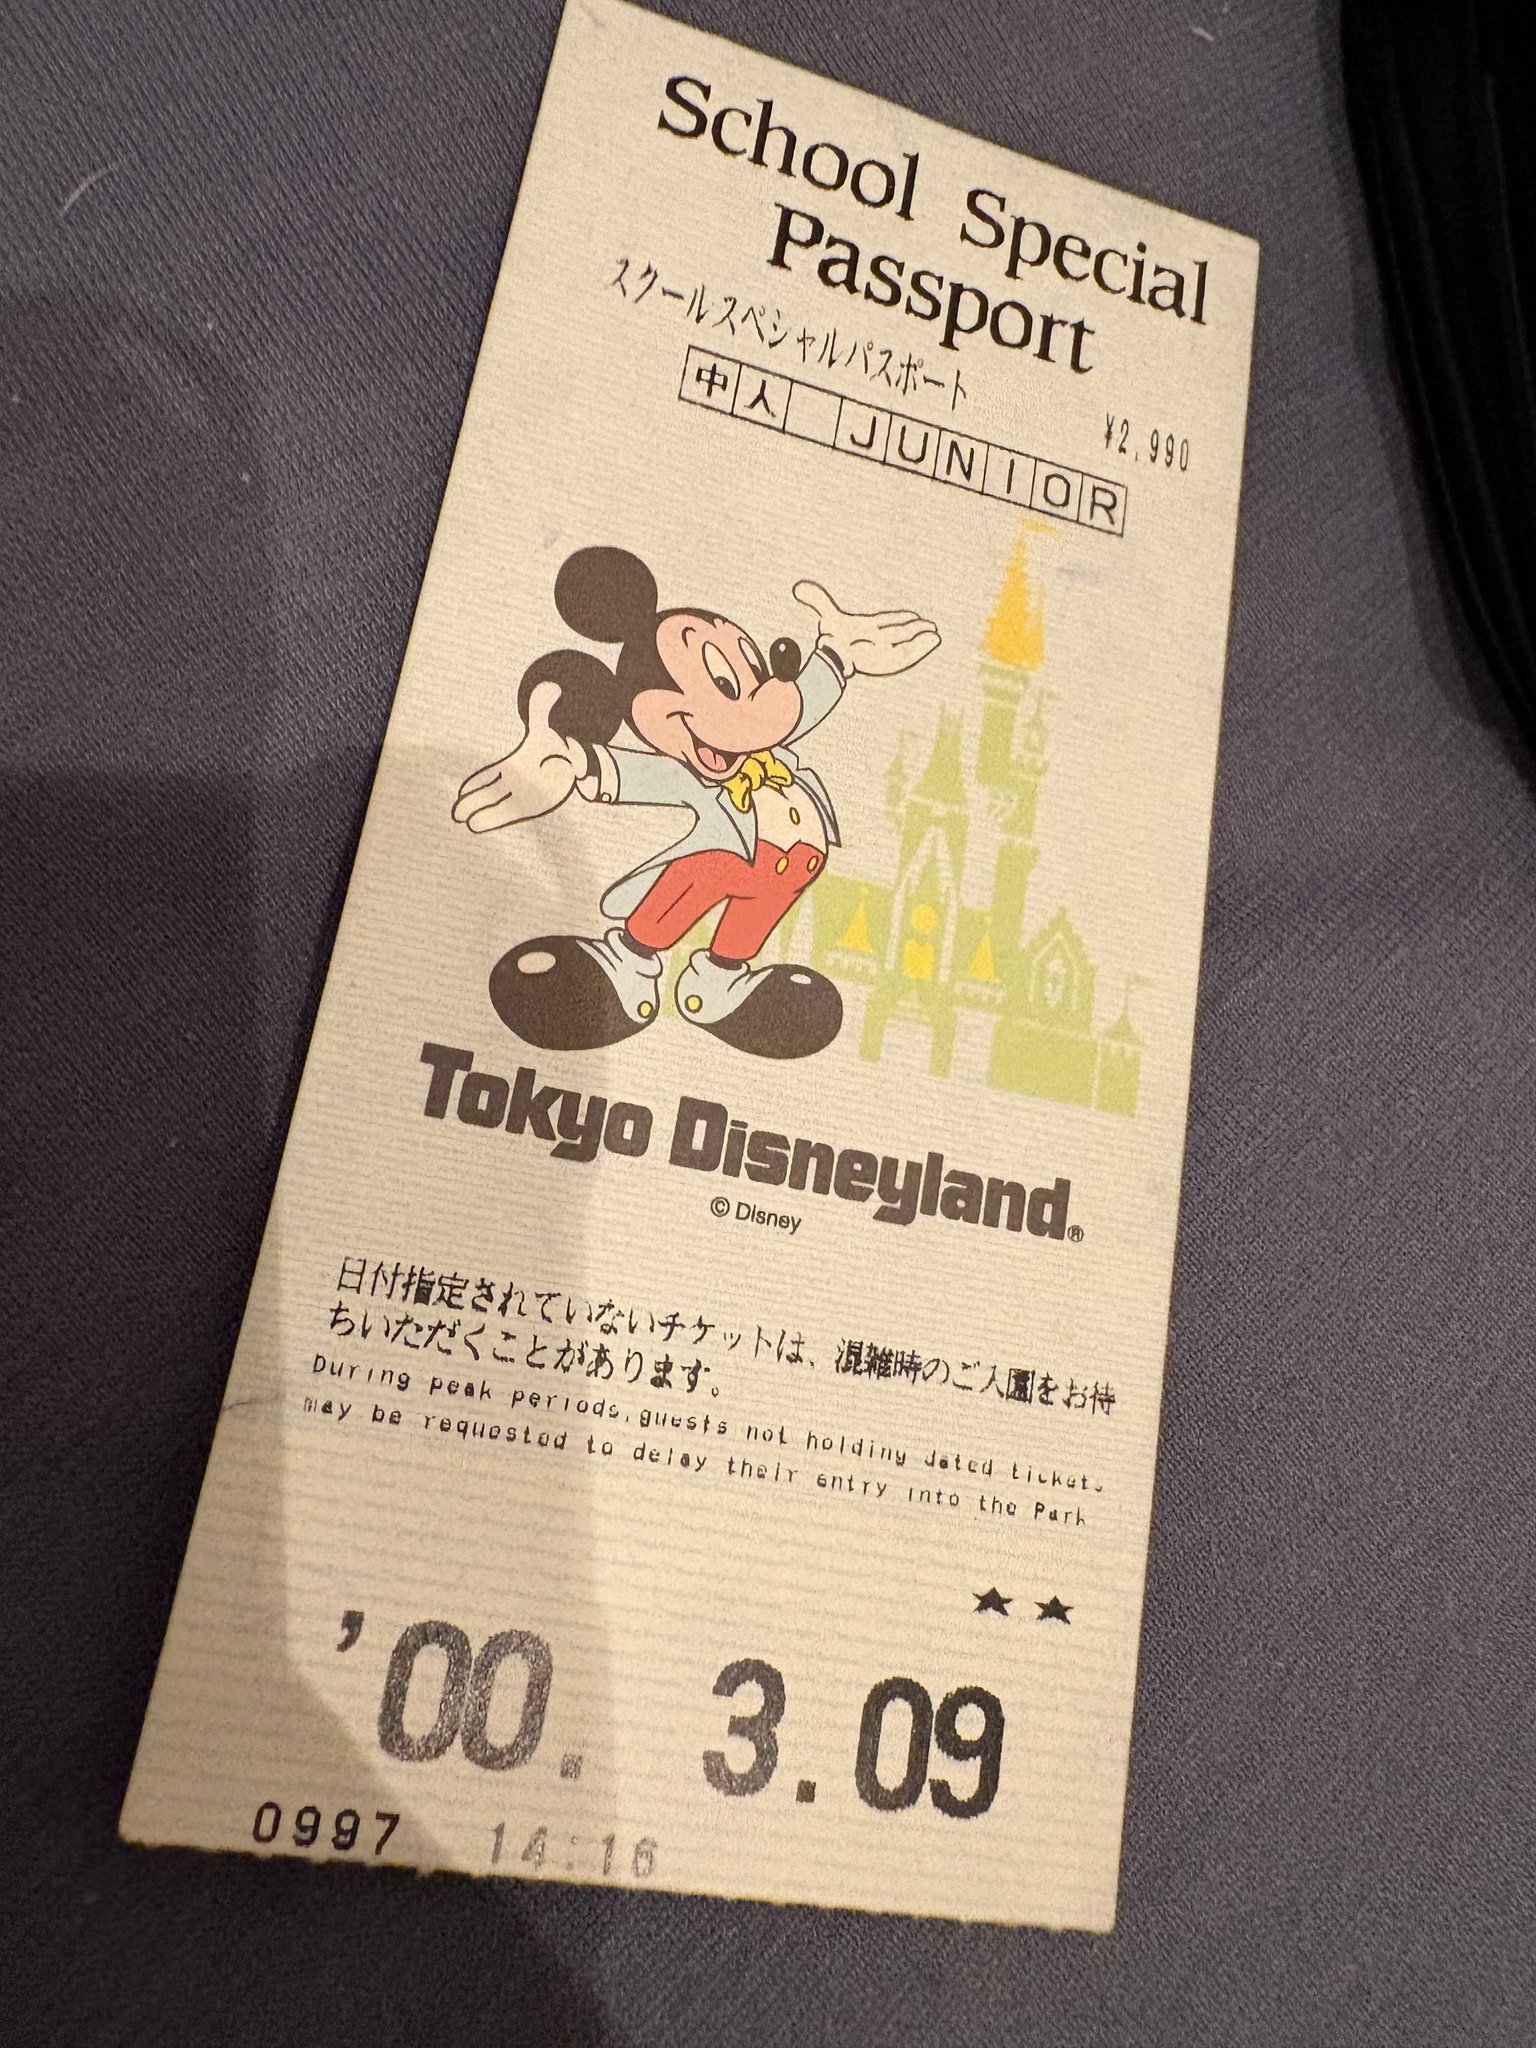 School Special
Passport
スクールスペシャルパスポート
¥2,990
中人 JUNIOR
Tokyo Disneyland®
© Disney
日付指定されていないチケットは、混雑時のご入園をお待
ちいただくことがあります。
During peak periods, guests not holding dated tickets
may be requested to delay their entry into the Park
★ ★
'00. 3.09
0997 14:16